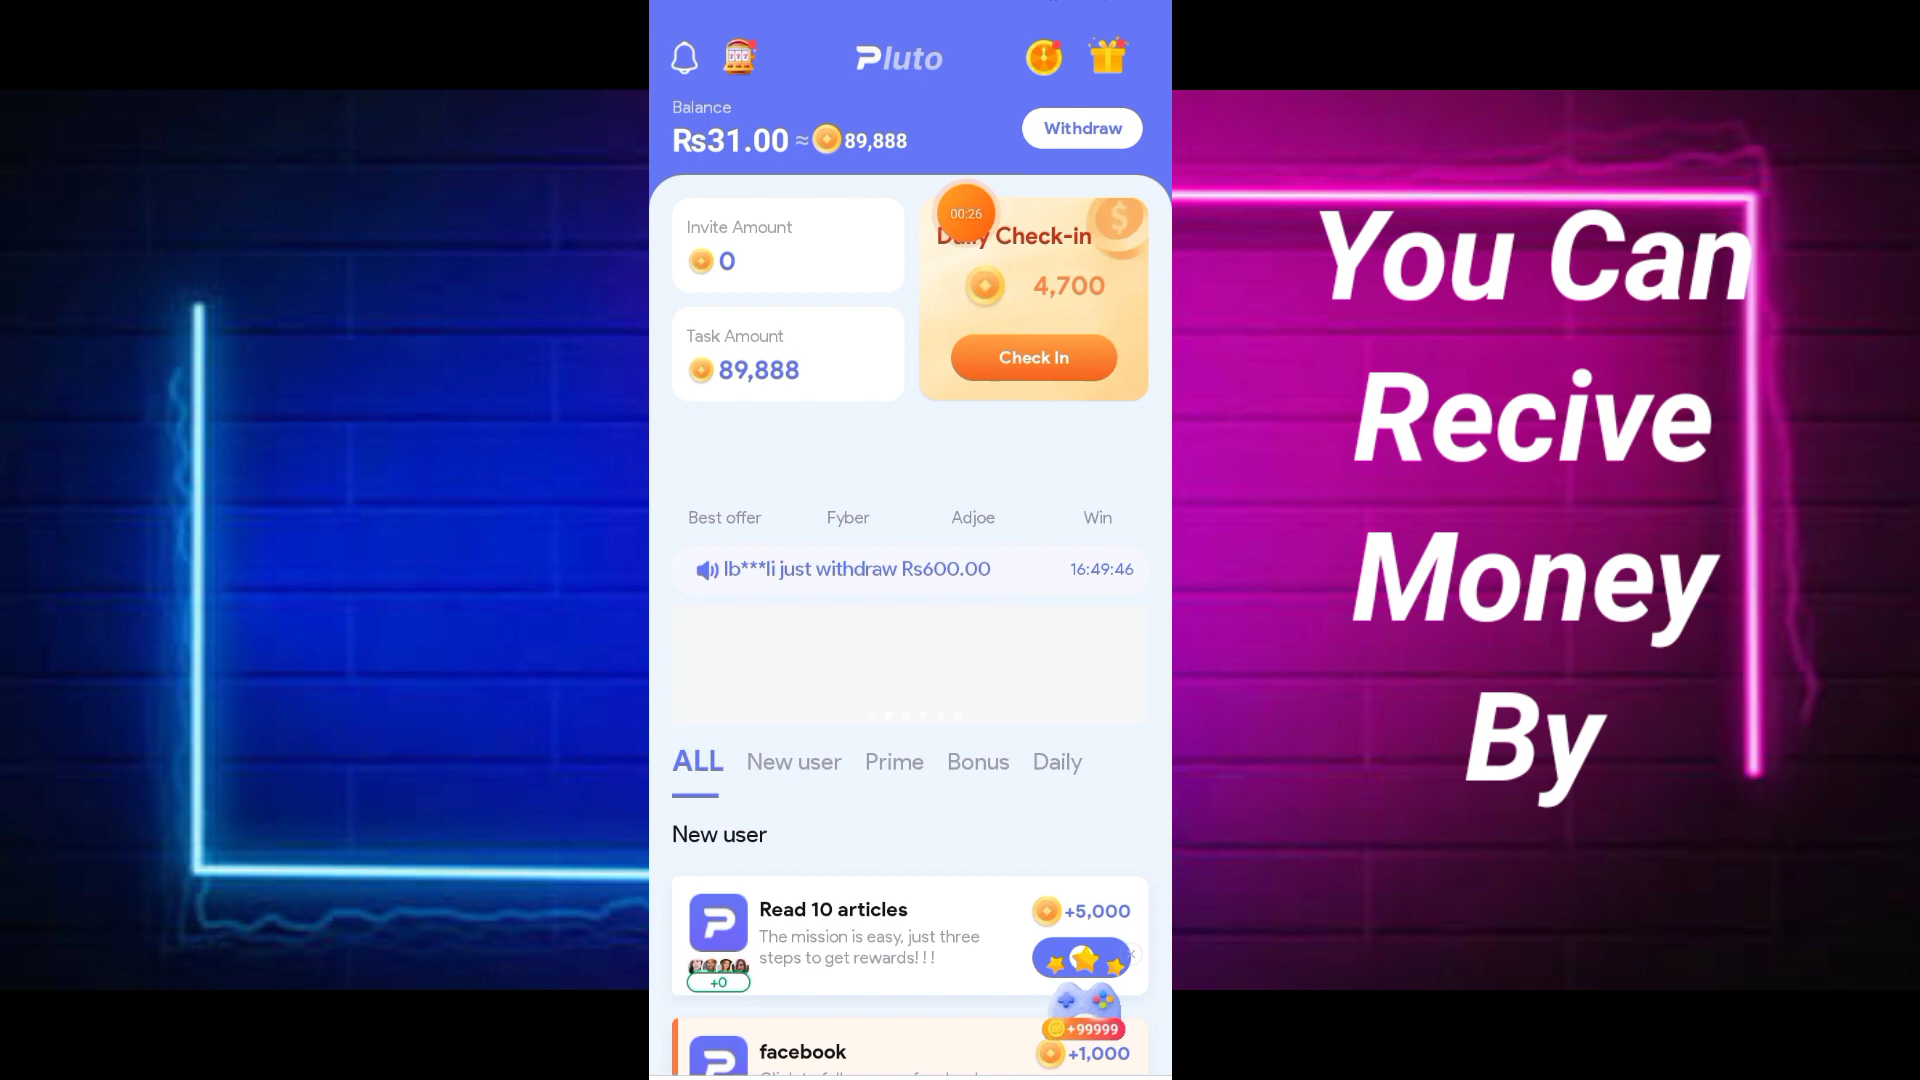 Pluto
Balance
Rs31.00 ≈ 89,888
Withdraw
Invite Amount
0
Task Amount
89,888
00:26
Daily Check-in
4,700
Check In
Best offer Fyber Adjoe Win
lb***li just withdraw Rs600.00 16:49:46
ALL New user Prime Bonus Daily
New user
Read 10 articles
The mission is easy, just three
steps to get rewards!!!
+5,000
+0
+99999
facebook
+1,000
You Can
Recive
Money
By